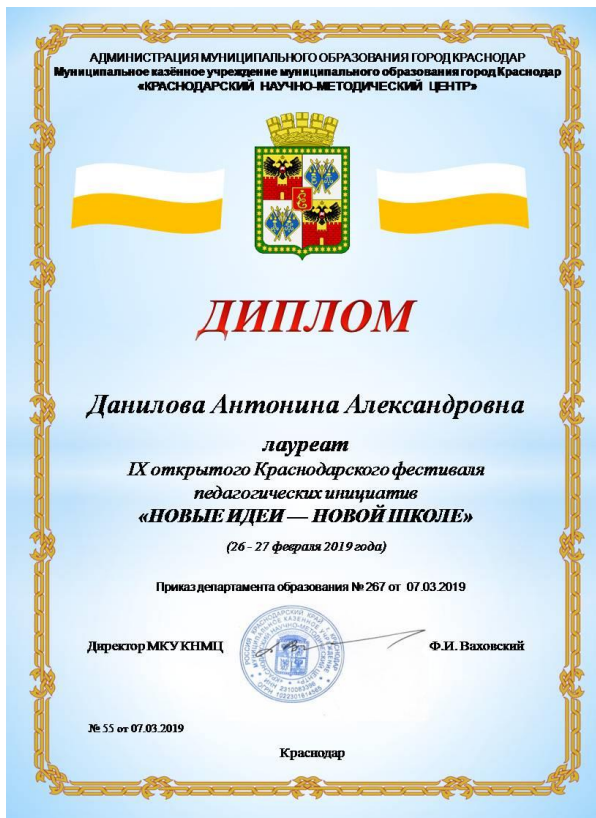 АДМИНИСТРАЦИЯ МУНИЦИПАЛЬНОГО ОБРАЗОВАНИЯ ГОРОД КРАСНОДАР
Муниципальное казённое учреждение муниципального образования город Краснодар
«КРАСНОДАРСКИЙ НАУЧНО-МЕТОДИЧЕСКИЙ ЦЕНТР»
ДИПЛОМ
Данилова Антонина Александровна
лауреат
IX открытого Краснодарского фестиваля
педагогических инициатив
«НОВЫЕ ИДЕИ — НОВОЙ ШКОЛЕ»
(26 - 27 февраля 2019 года)
Приказ департамента образования № 267 от 07.03.2019
Директор МКУ КНМЦ
Ф.И. Ваховский
№ 55 от 07.03.2019
Краснодар